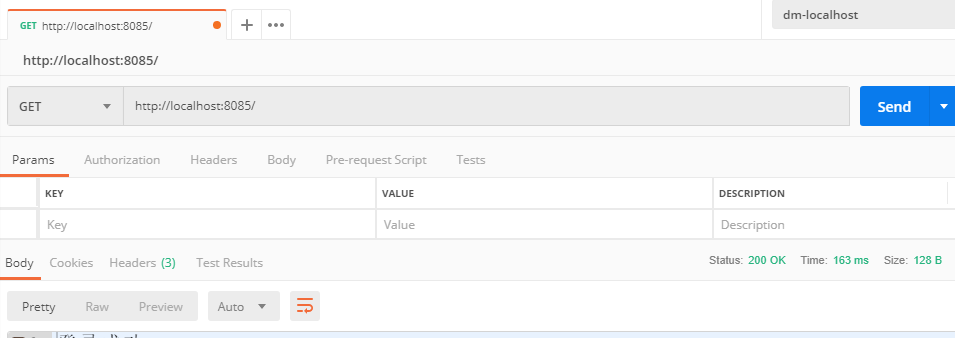 GET http://localhost:8085/
dm-localhost
http://localhost:8085/
GET http://localhost:8085/ Send
Params Authorization Headers Body Pre-request Script Tests
KEY VALUE DESCRIPTION
Key Value Description
Body Cookies Headers (3) Test Results Status: 200 OK Time: 163 ms Size: 128 B
Pretty Raw Preview Auto